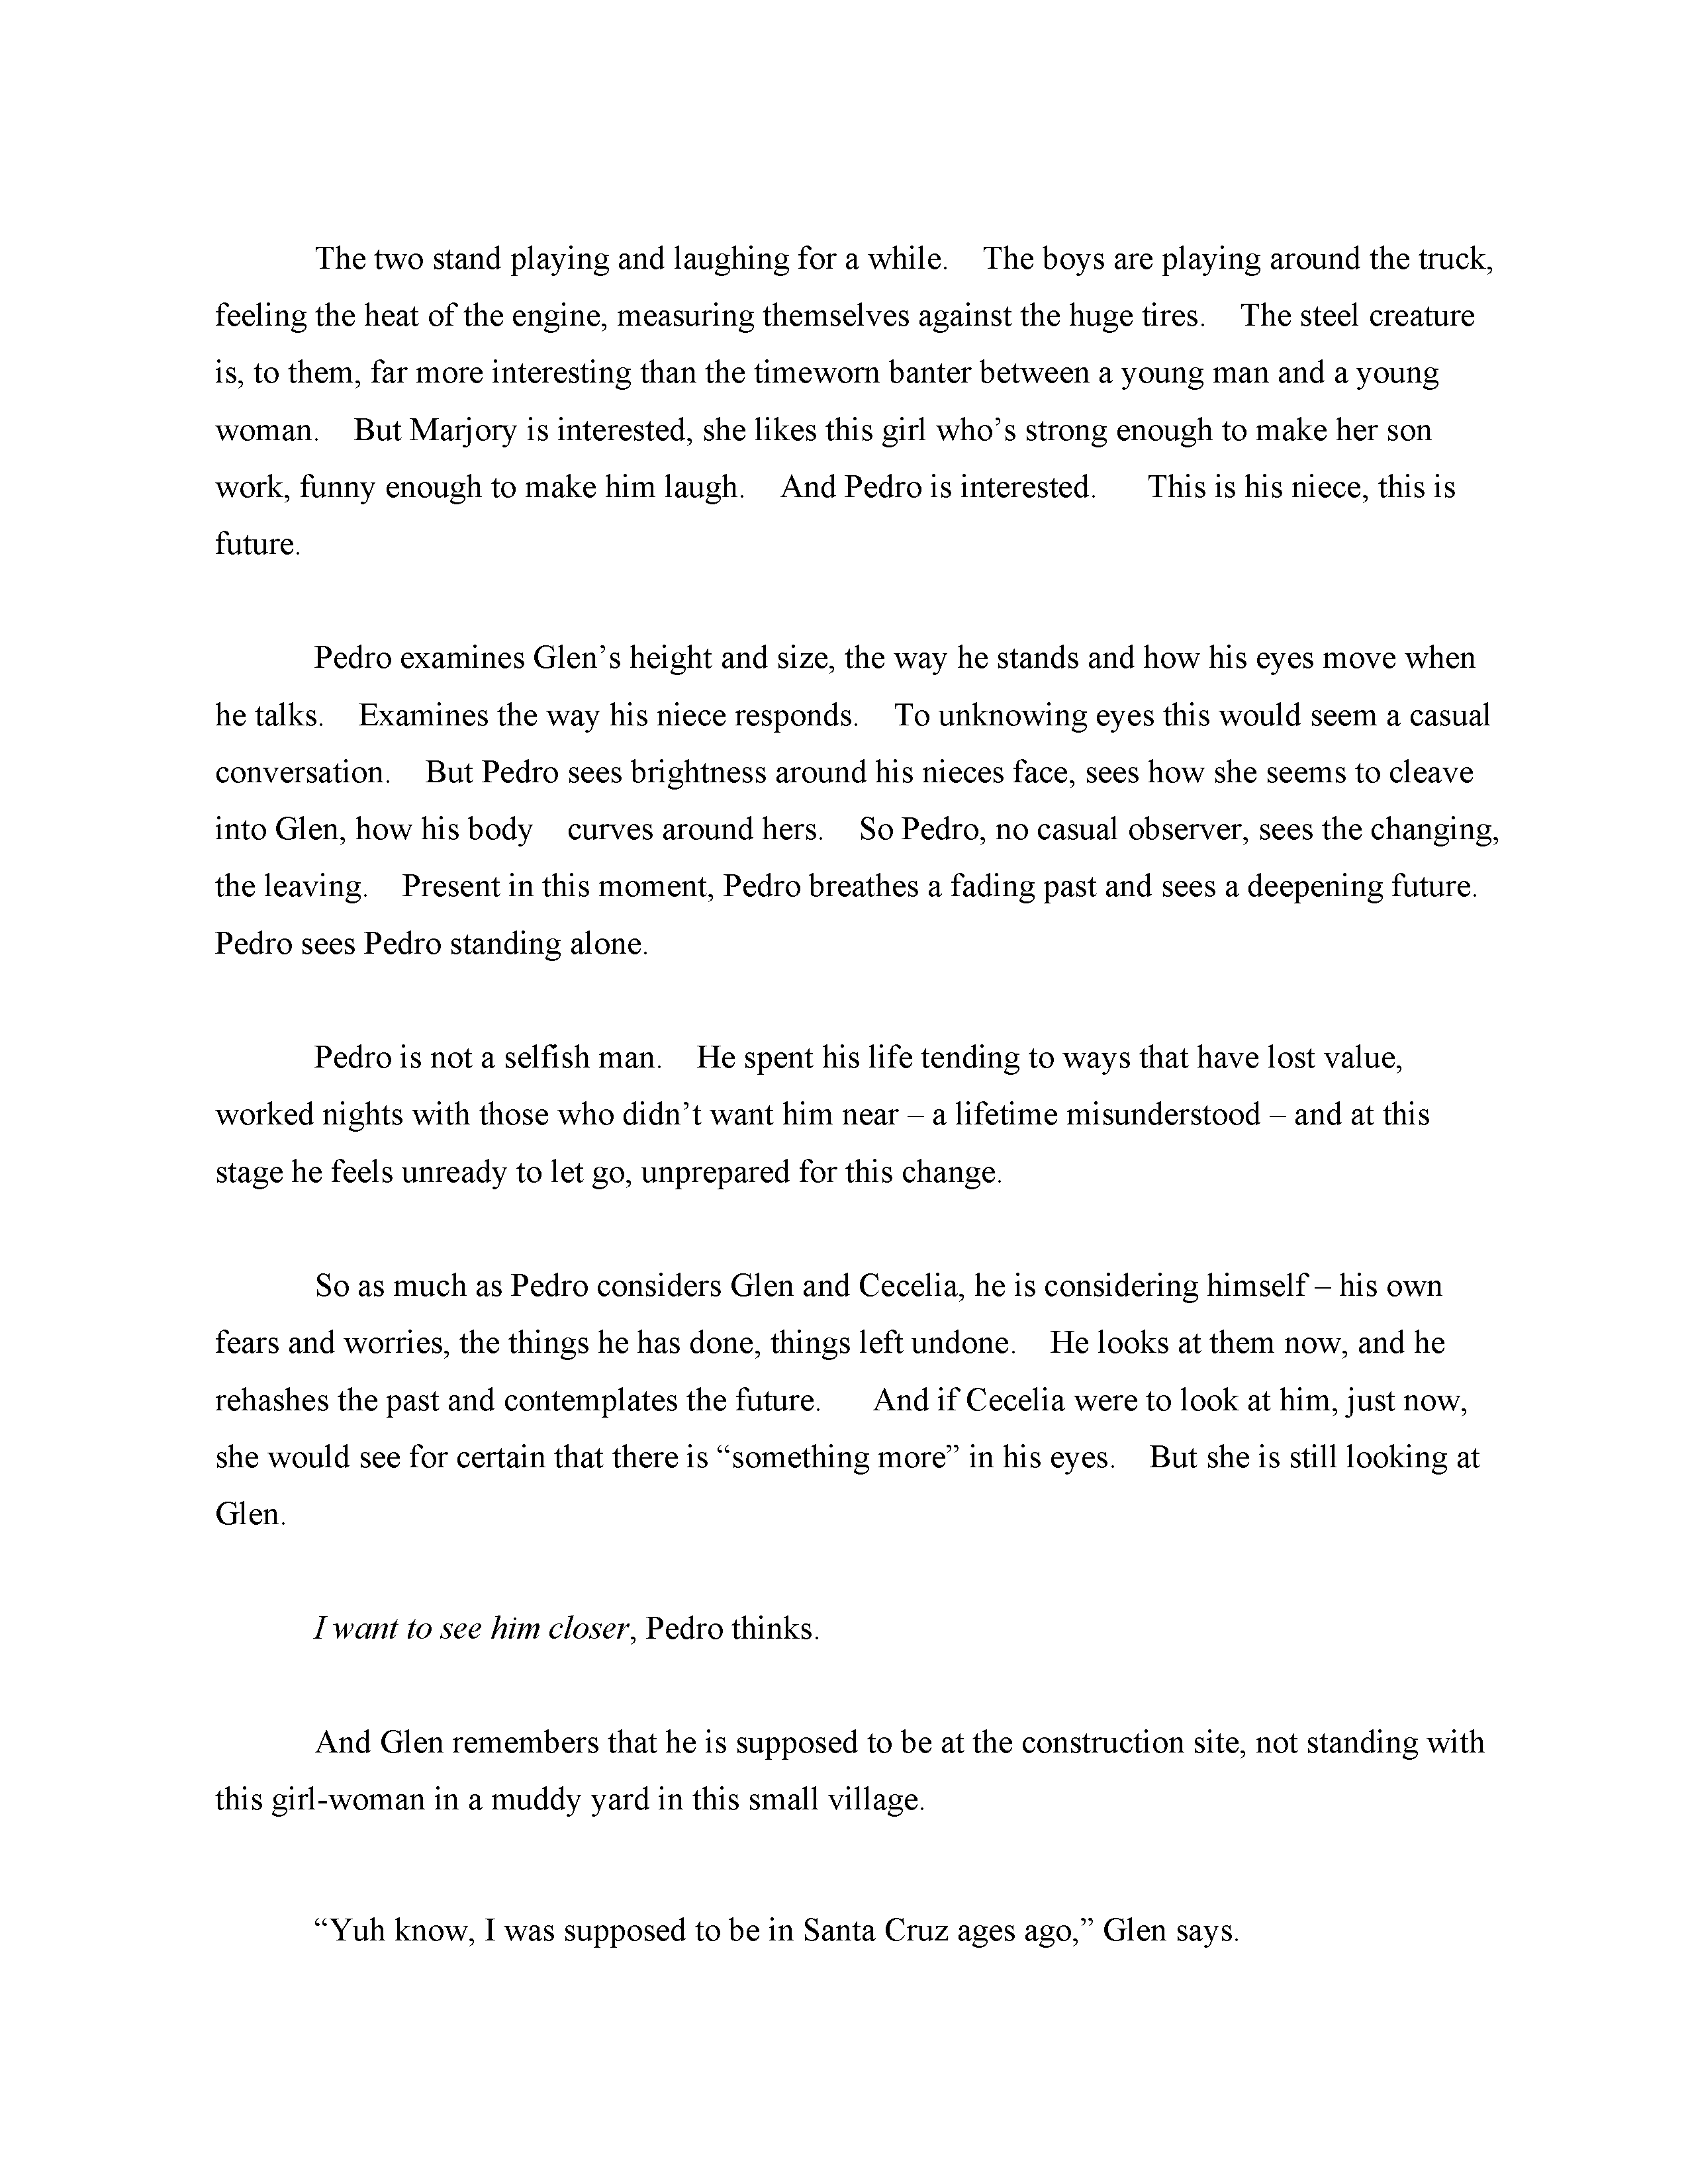 The two stand playing and laughing for a while. The boys are playing around the truck,
feeling the heat of the engine, measuring themselves against the huge tires. The steel creature
is, to them, far more interesting than the timeworn banter between a young man and a young
woman. But Marjory is interested, she likes this girl who’s strong enough to make her son
work, funny enough to make him laugh. And Pedro is interested. This is his niece, this is
future.
Pedro examines Glen’s height and size, the way he stands and how his eyes move when
he talks. Examines the way his niece responds. To unknowing eyes this would seem a casual
conversation. But Pedro sees brightness around his nieces face, sees how she seems to cleave
into Glen, how his body curves around hers. So Pedro, no casual observer, sees the changing,
the leaving. Present in this moment, Pedro breathes a fading past and sees a deepening future.
Pedro sees Pedro standing alone.
Pedro is not a selfish man. He spent his life tending to ways that have lost value,
worked nights with those who didn’t want him near – a lifetime misunderstood – and at this
stage he feels unready to let go, unprepared for this change.
So as much as Pedro considers Glen and Cecelia, he is considering himself – his own
fears and worries, the things he has done, things left undone. He looks at them now, and he
rehashes the past and contemplates the future. And if Cecelia were to look at him, just now,
she would see for certain that there is “something more” in his eyes. But she is still looking at
Glen.
I want to see him closer, Pedro thinks.
And Glen remembers that he is supposed to be at the construction site, not standing with
this girl-woman in a muddy yard in this small village.
“Yuh know, I was supposed to be in Santa Cruz ages ago,” Glen says.